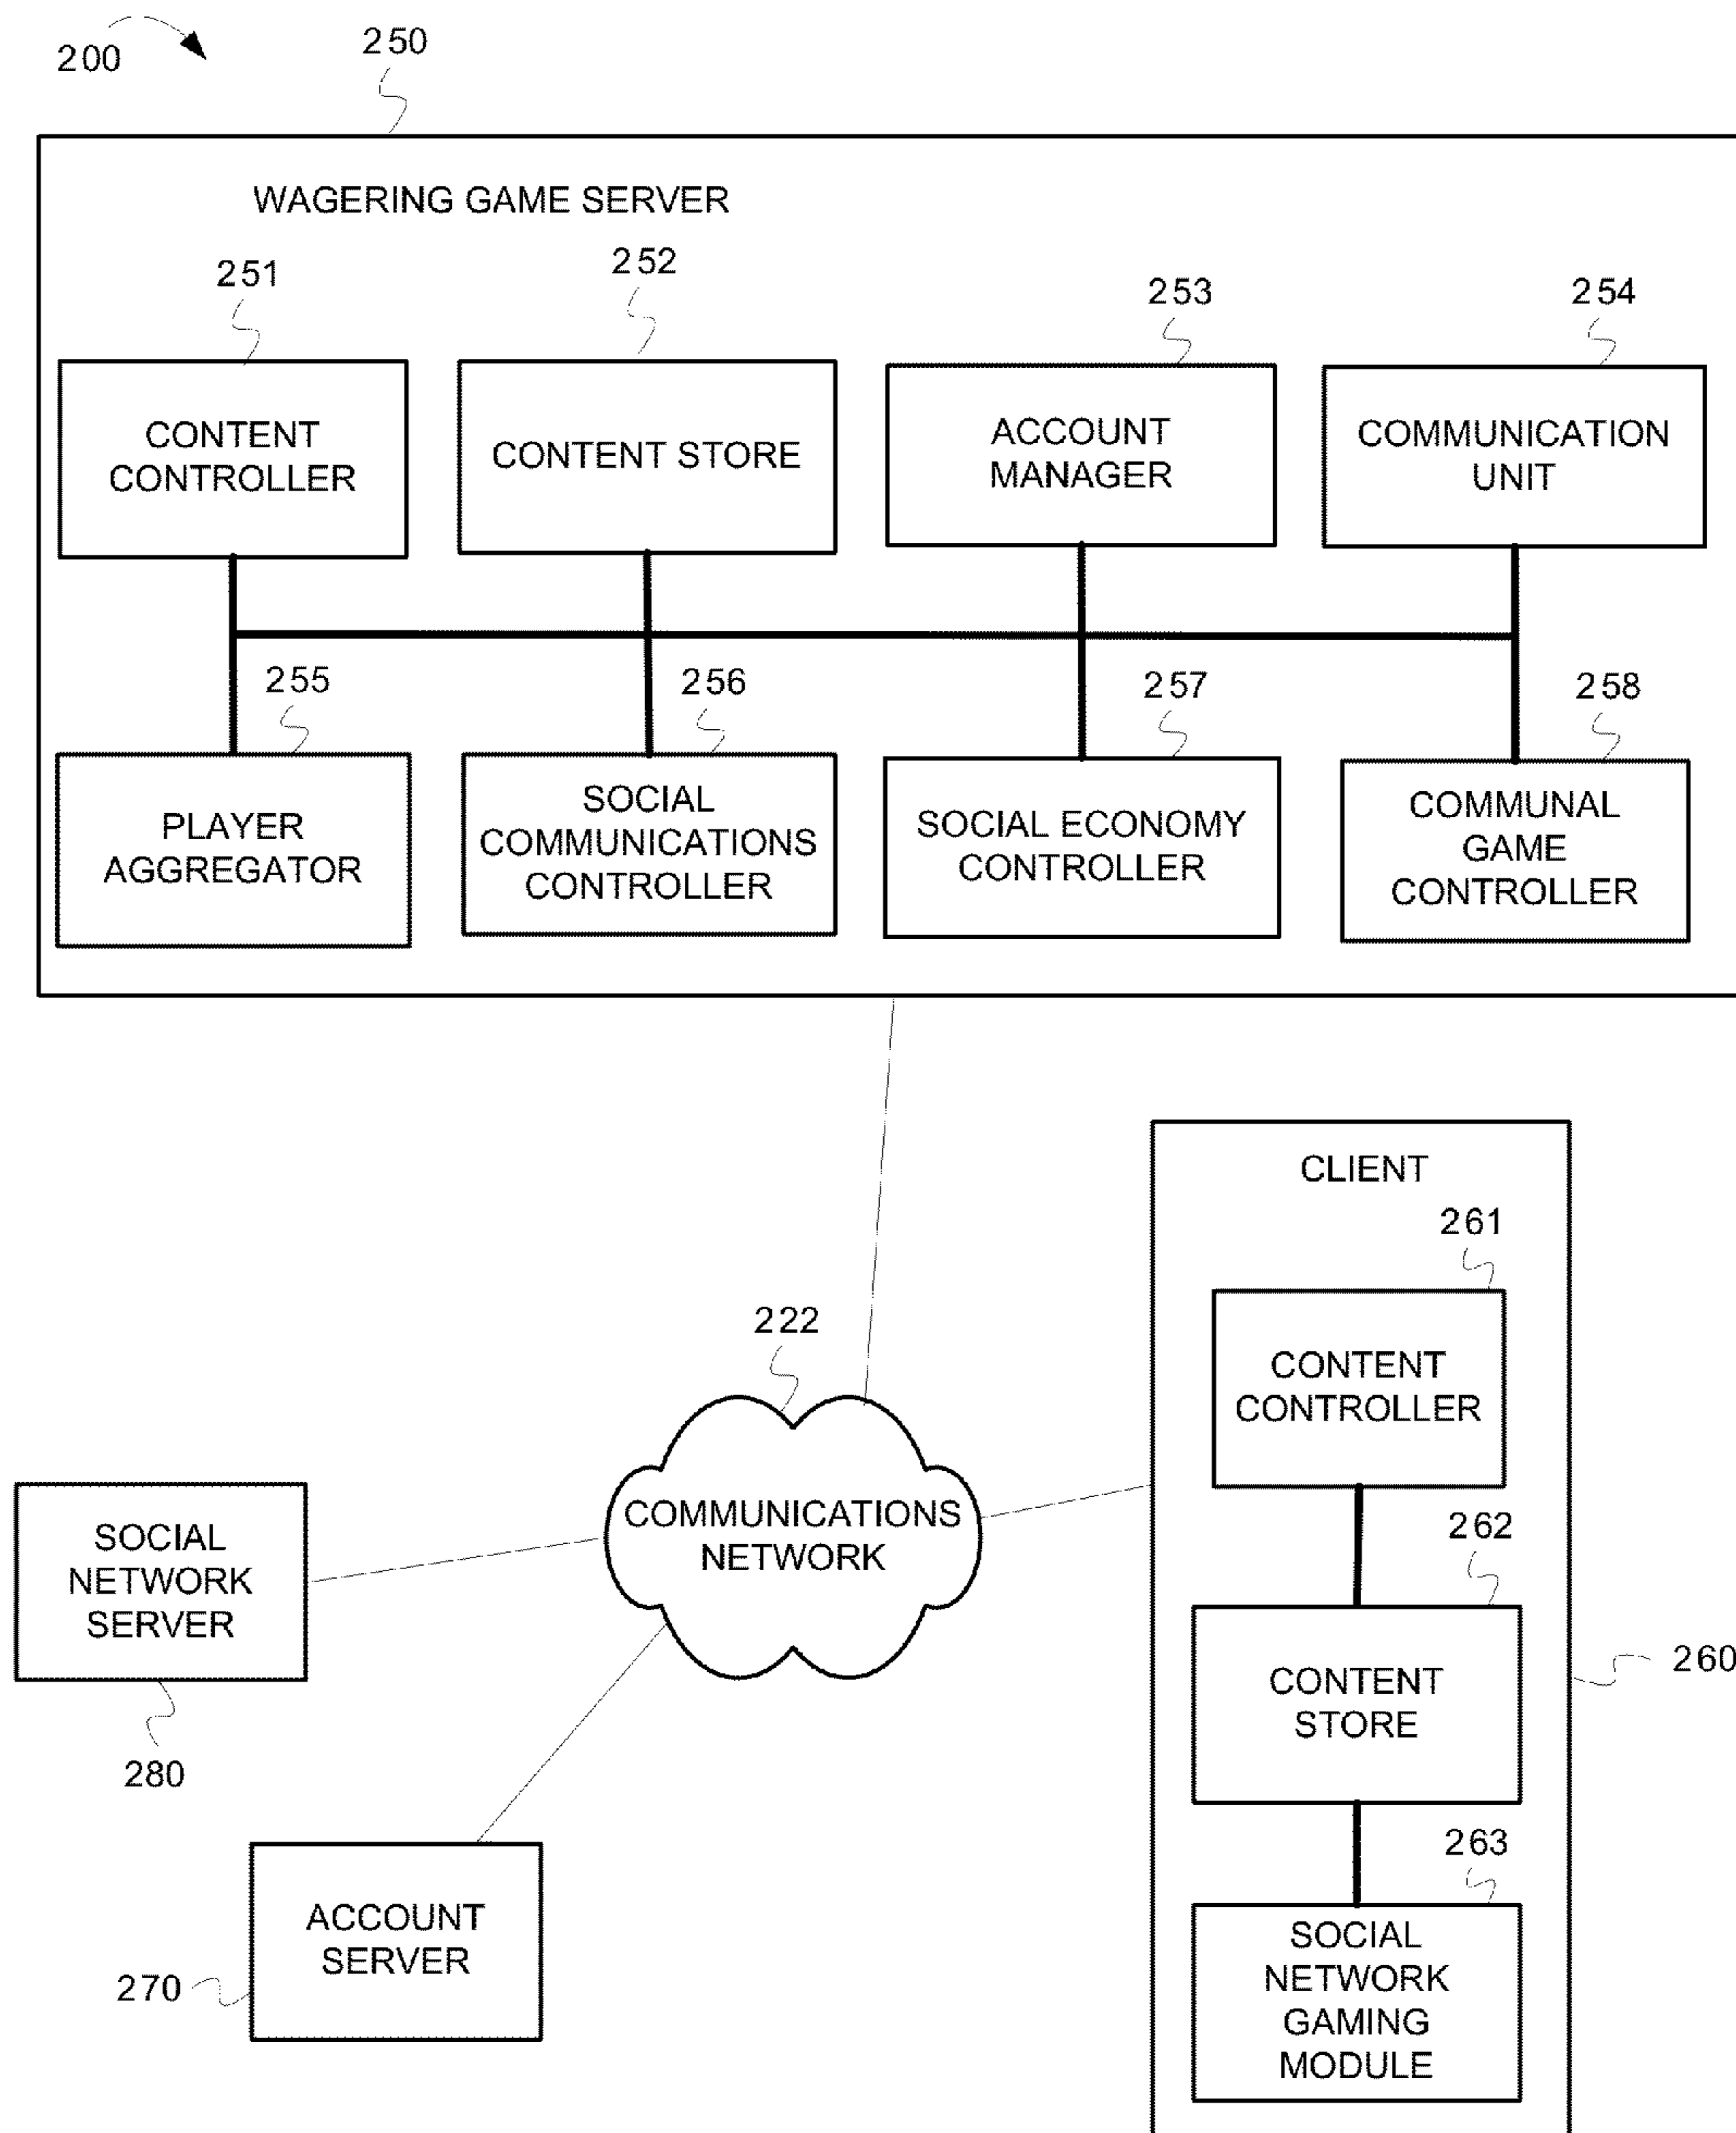 200
250
WAGERING GAME SERVER
251
252
253
254
CONTENT
CONTROLLER
CONTENT STORE
ACCOUNT
MANAGER
COMMUNICATION
UNIT
255
256
257
258
PLAYER
AGGREGATOR
SOCIAL
COMMUNICATIONS
CONTROLLER
SOCIAL ECONOMY
CONTROLLER
COMMUNAL
GAME
CONTROLLER
CLIENT
261
CONTENT
CONTROLLER
222
COMMUNICATIONS
NETWORK
SOCIAL
NETWORK
SERVER
280
262
CONTENT
STORE
260
263
SOCIAL
NETWORK
GAMING
MODULE
ACCOUNT
SERVER
270